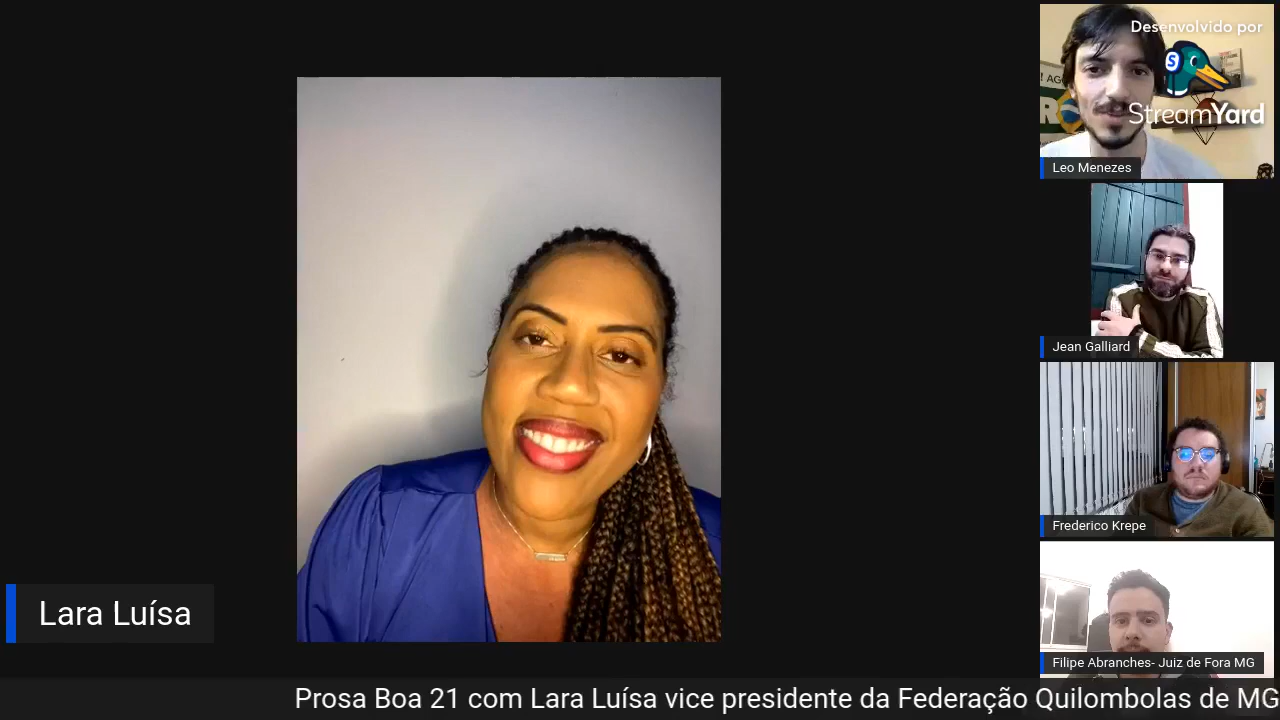 Desenvolvido por
S
StreamYard
! AG
R
Leo Menezes
Jean Galliard
Frederico Krepe
Filipe Abranches- Juiz de Fora MG
Lara Luísa
Prosa Boa 21 com Lara Luísa vice presidente da Federação Quilombolas de MG